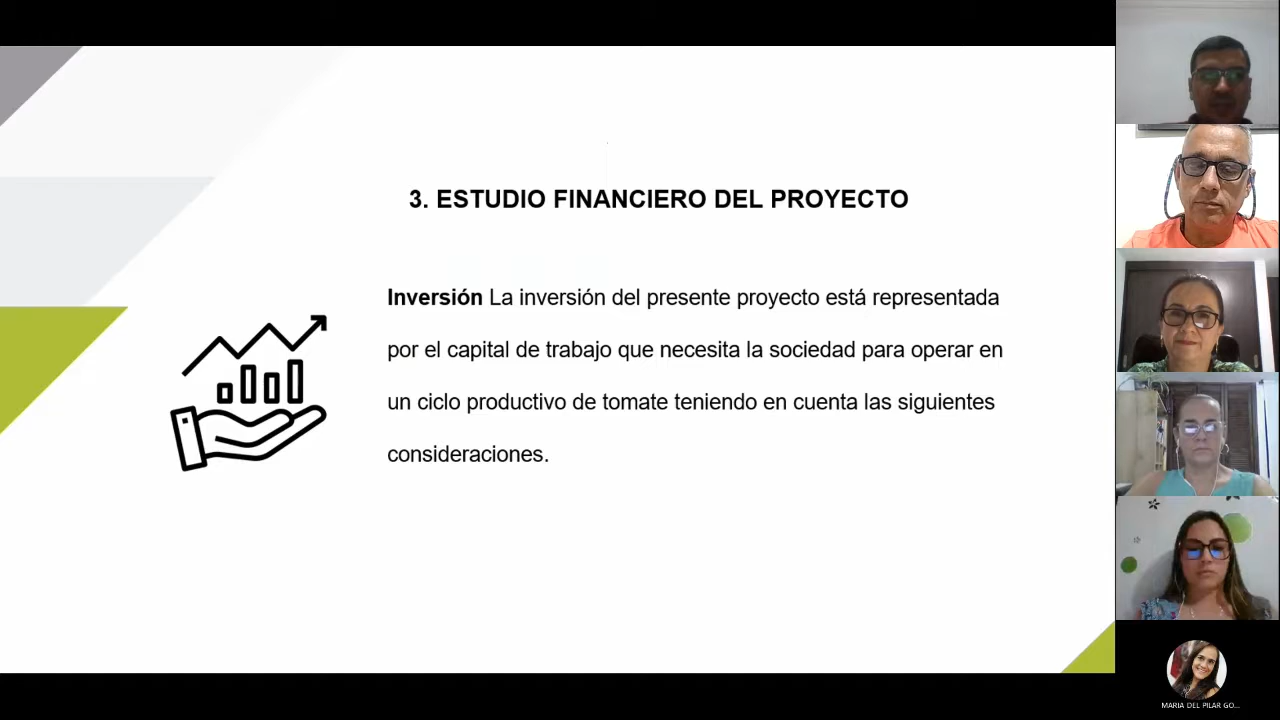 3. ESTUDIO FINANCIERO DEL PROYECTO
Inversión La inversión del presente proyecto está representada
por el capital de trabajo que necesita la sociedad para operar en
un ciclo productivo de tomate teniendo en cuenta las siguientes
consideraciones.
MARIA DEL PILAR GO...